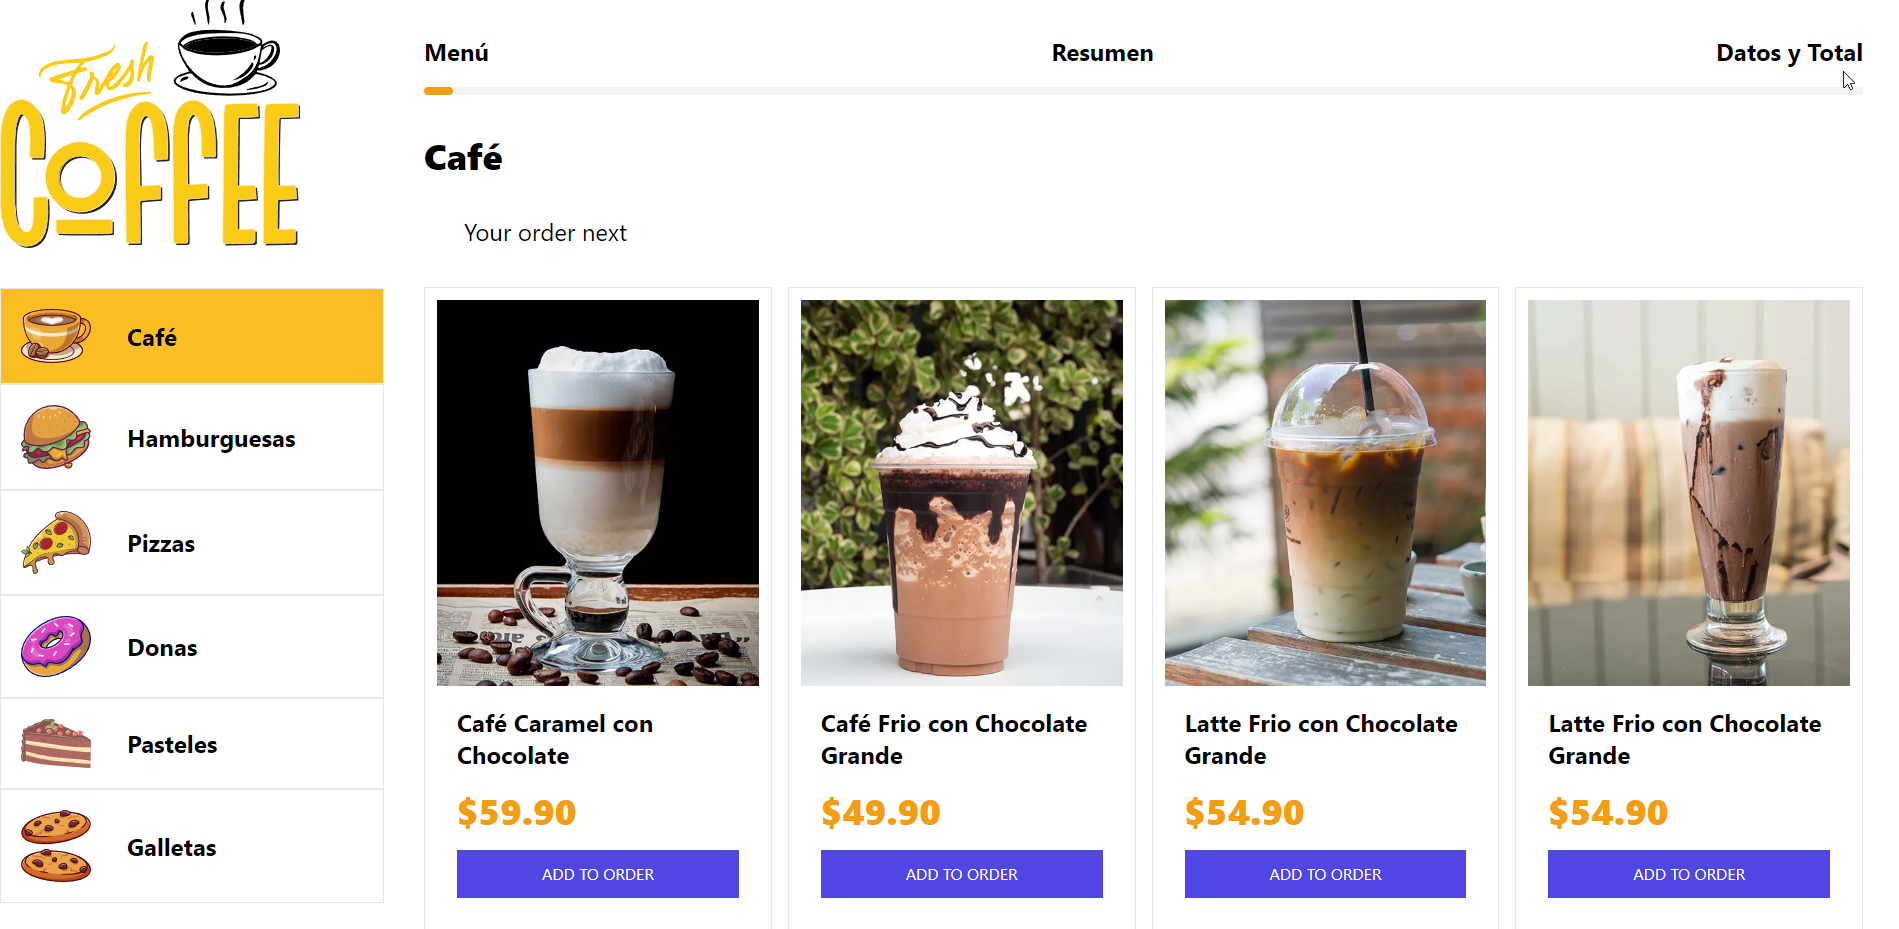 Fresh
COFFEE
Menú
Resumen
Datos y Total
Café
Your order next
Café
Hamburguesas
Pizzas
Donas
Pasteles
Galletas
Café Caramel con
Chocolate
$59.90
ADD TO ORDER
Café Frio con Chocolate
Grande
$49.90
ADD TO ORDER
Latte Frio con Chocolate
Grande
$54.90
ADD TO ORDER
Latte Frio con Chocolate
Grande
$54.90
ADD TO ORDER